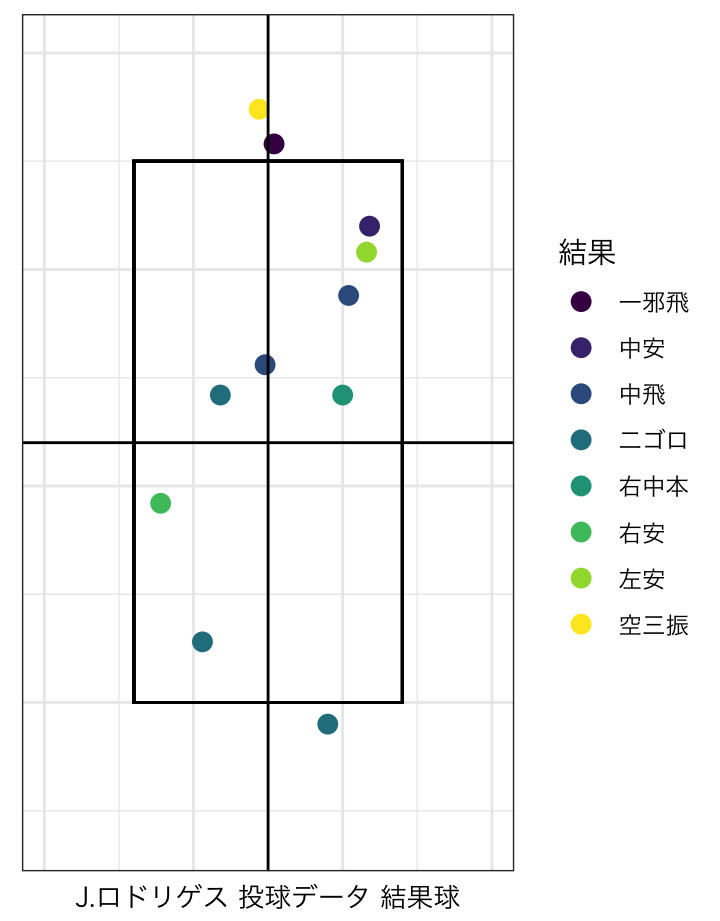 結果
一邪飛
中安
中飛
二ゴロ
右中本
右安
左安
空三振
J.ロドリゲス 投球データ 結果球